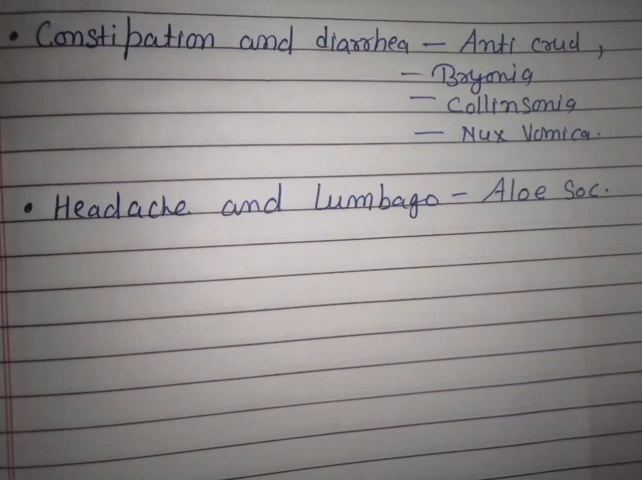 • Constipation and diarrhea – Anti crud,
– Bryonia
– Collinsonia
– Nux Vomica.
• Headache and Lumbago – Aloe Soc.